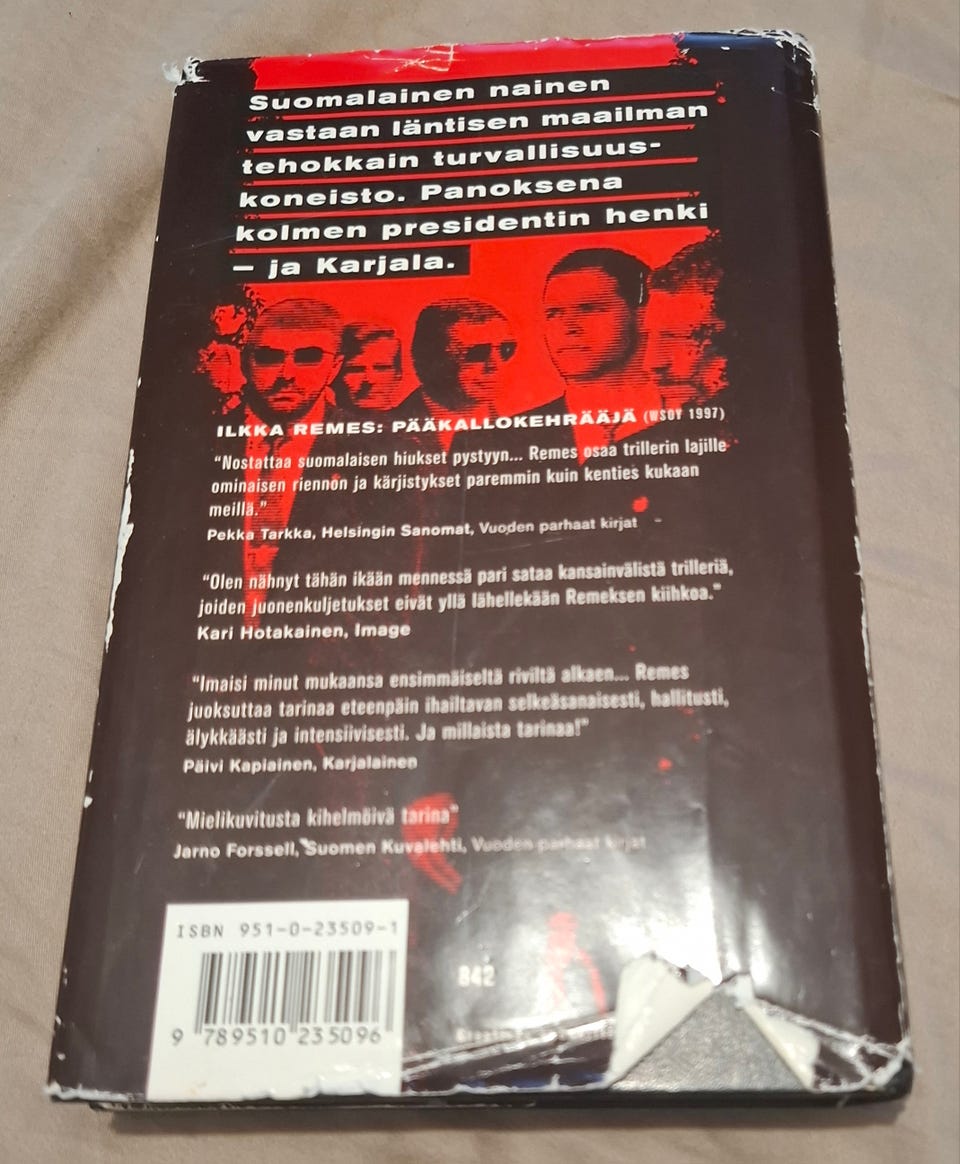 Suomalainen nainen
vastaan läntisen maailman
tehokkain turvallisuus-
koneisto. Panoksena
kolmen presidentin henki
– ja Karjala.
ILKKA REMES: PÄÄKALLOKEHRÄÄJÄ (WSOY 1997)
"Nostattaa suomalaisen hiukset pystyyn... Remes osaa trillerin lajille
ominaisen riennon ja kärjistykset paremmin kuin kenties kukaan
meillä."
Pekka Tarkka, Helsingin Sanomat, Vuoden parhaat kirjat
"Olen nähnyt tähän ikään mennessä pari sataa kansainvälistä trilleriä,
joiden juonenkuljetukset eivät yllä lähellekään Remeksen kiihkoa."
Kari Hotakainen, Image
"Imaisi minut mukaansa ensimmäiseltä riviltä alkaen... Remes
juoksuttaa tarinaa eteenpäin ihailtavan selkeäsanaisesti, hallitusti,
älykkäästi ja intensiivisesti. Ja millaista tarinaa!"
Päivi Kapiainen, Karjalainen
"Mielikuvitusta kihelmöivä tarina"
Jarno Forssell, Suomen Kuvalehti, Vuoden parhaat kirjat
ISBN 951-0-23509-1
842
9 789510 235096